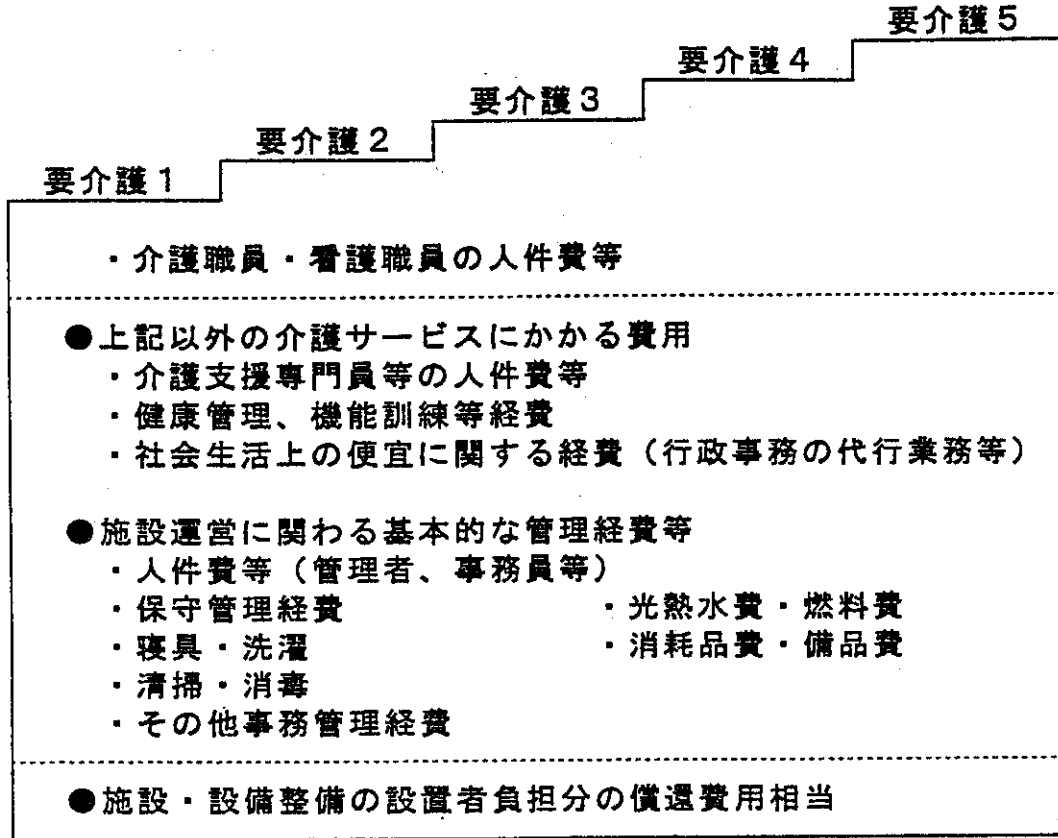 要介護5
要介護4
要介護3
要介護2
要介護1
・介護職員・看護職員の人件費等
●上記以外の介護サービスにかかる費用
・介護支援専門員等の人件費等
・健康管理、機能訓練等経費
・社会生活上の便宜に関する経費（行政事務の代行業務等）
●施設運営に関わる基本的な管理経費等
・人件費等（管理者、事務員等）
・保守管理経費　・光熱水費・燃料費
・寝具・洗濯　・消耗品費・備品費
・清掃・消毒
・その他事務管理経費
●施設・設備整備の設置者負担分の償還費用相当